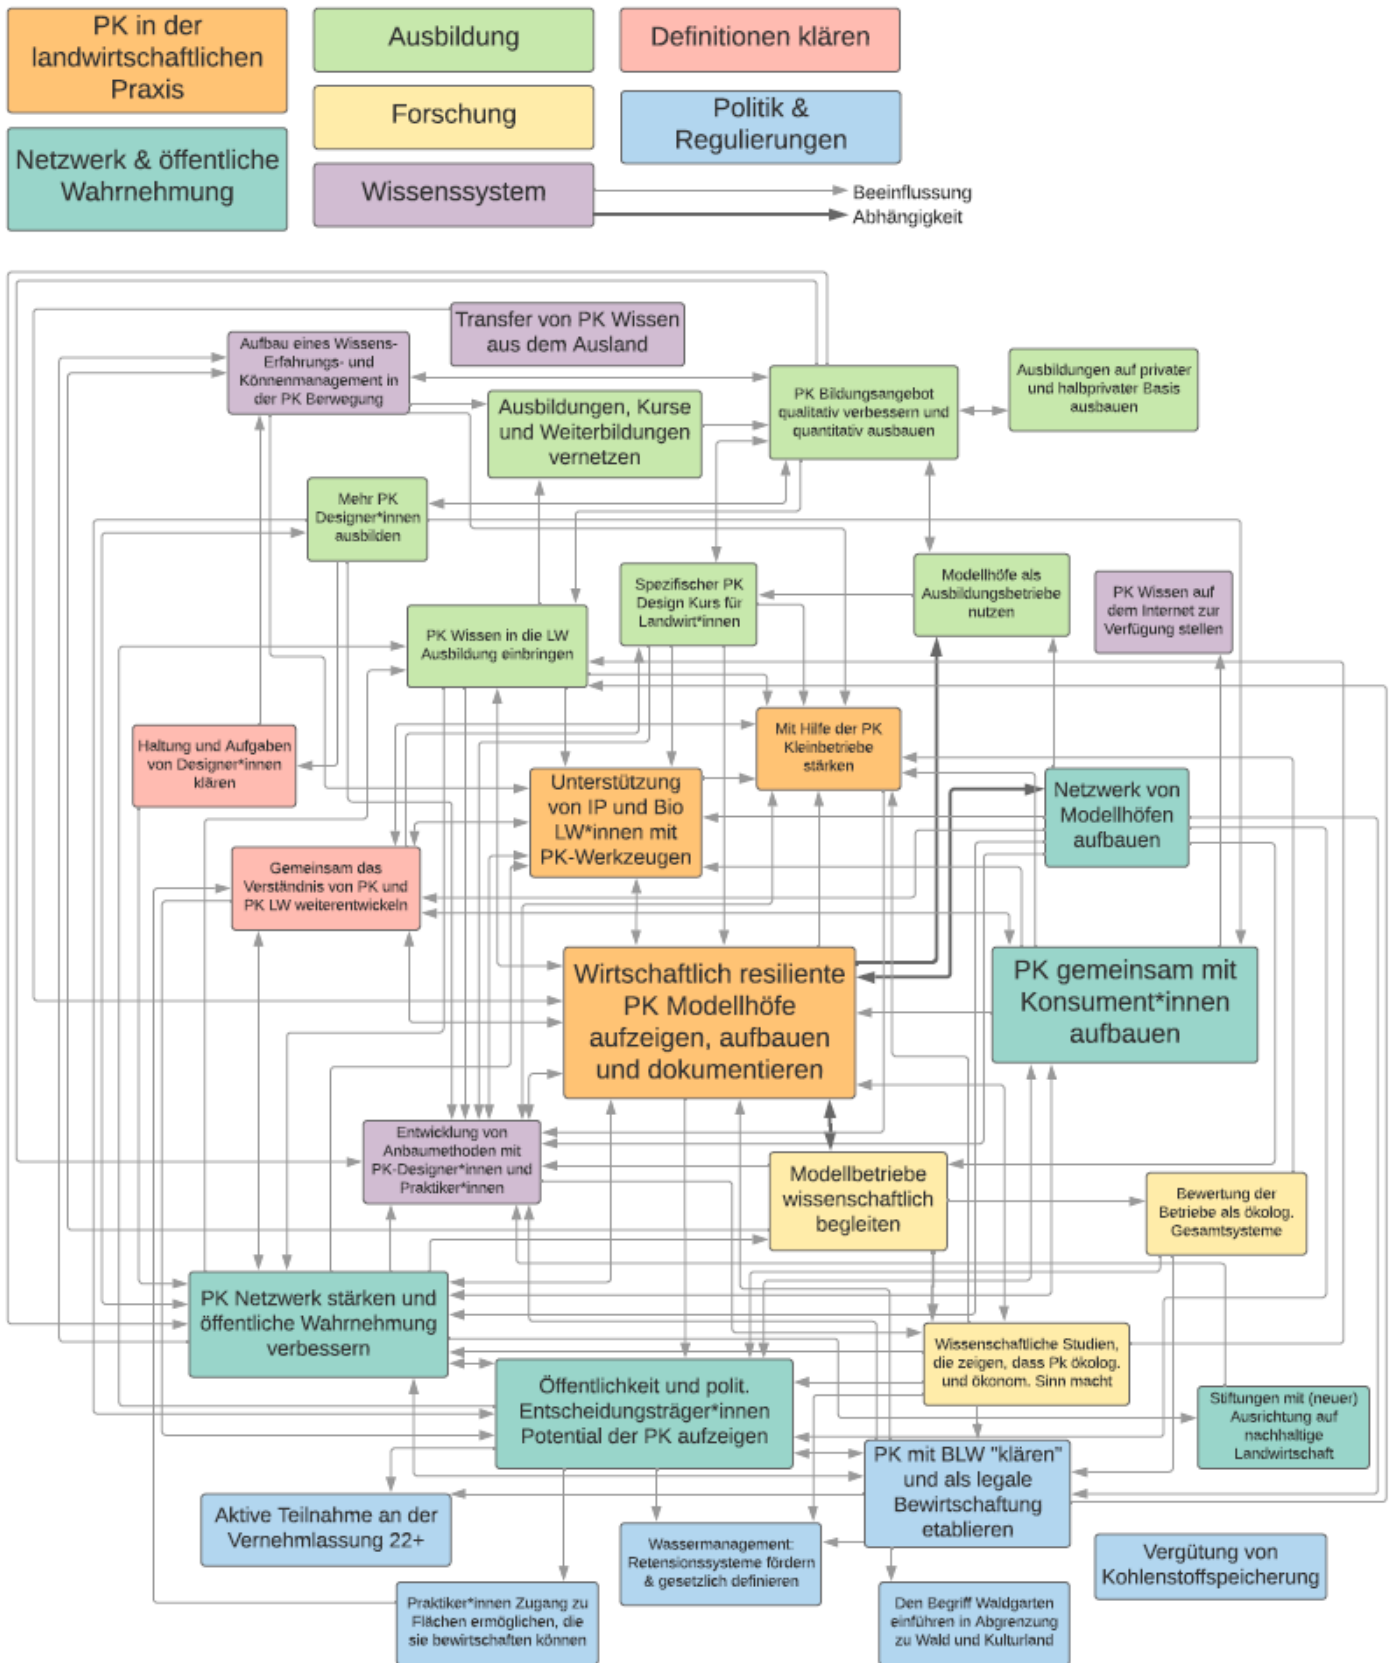 PK in der
landwirtschaftlichen
Praxis
Ausbildung
Definitionen klären
Forschung
Politik &
Regulierungen
Netzwerk & öffentliche
Wahrnehmung
Wissenssystem
Beeinflussung
Abhängigkeit
Transfer von PK Wissen
aus dem Ausland
Aufbau eines Wissens-
Erfahrungs- und
Könnenmanagement in
der PK Berwegung
Ausbildungen, Kurse
und Weiterbildungen
vernetzen
PK Bildungsangebot
qualitativ verbessern und
quantitativ ausbauen
Ausbildungen auf privater
und halbprivater Basis
ausbauen
Mehr PK
Designer*innen
ausbilden
Spezifischer PK
Design Kurs für
Landwirt*innen
Modellhöfe als
Ausbildungsbetriebe
nutzen
PK Wissen auf
dem Internet zur
Verfügung stellen
PK Wissen in die LW
Ausbildung einbringen
Haltung und Aufgaben
von Designer*innen
klären
Mit Hilfe der PK
Kleinbetriebe
stärken
Unterstützung
von IP und Bio
LW*innen mit
PK-Werkzeugen
Netzwerk von
Modellhöfen
aufbauen
Gemeinsam das
Verständnis von PK und
PK LW weiterentwickeln
Wirtschaftlich resiliente
PK Modellhöfe
aufzeigen, aufbauen
und dokumentieren
PK gemeinsam mit
Konsument*innen
aufbauen
Entwicklung von
Anbaumethoden mit
PK-Designer*innen und
Praktiker*innen
Modellbetriebe
wissenschaftlich
begleiten
Bewertung der
Betriebe als ökolog.
Gesamtsysteme
PK Netzwerk stärken und
öffentliche Wahrnehmung
verbessern
Wissenschaftliche Studien,
die zeigen, dass Pk ökolog.
und ökonom. Sinn macht
Öffentlichkeit und polit.
Entscheidungsträger*innen
Potential der PK aufzeigen
Stiftungen mit (neuer)
Ausrichtung auf
nachhaltige
Landwirtschaft
PK mit BLW "klären"
und als legale
Bewirtschaftung
etablieren
Aktive Teilnahme an der
Vernehmlassung 22+
Wassermanagement:
Retensionssysteme fördern
& gesetzlich definieren
Vergütung von
Kohlenstoffspeicherung
Praktiker*innen Zugang zu
Flächen ermöglichen, die
sie bewirtschaften können
Den Begriff Waldgarten
einführen in Abgrenzung
zu Wald und Kulturland